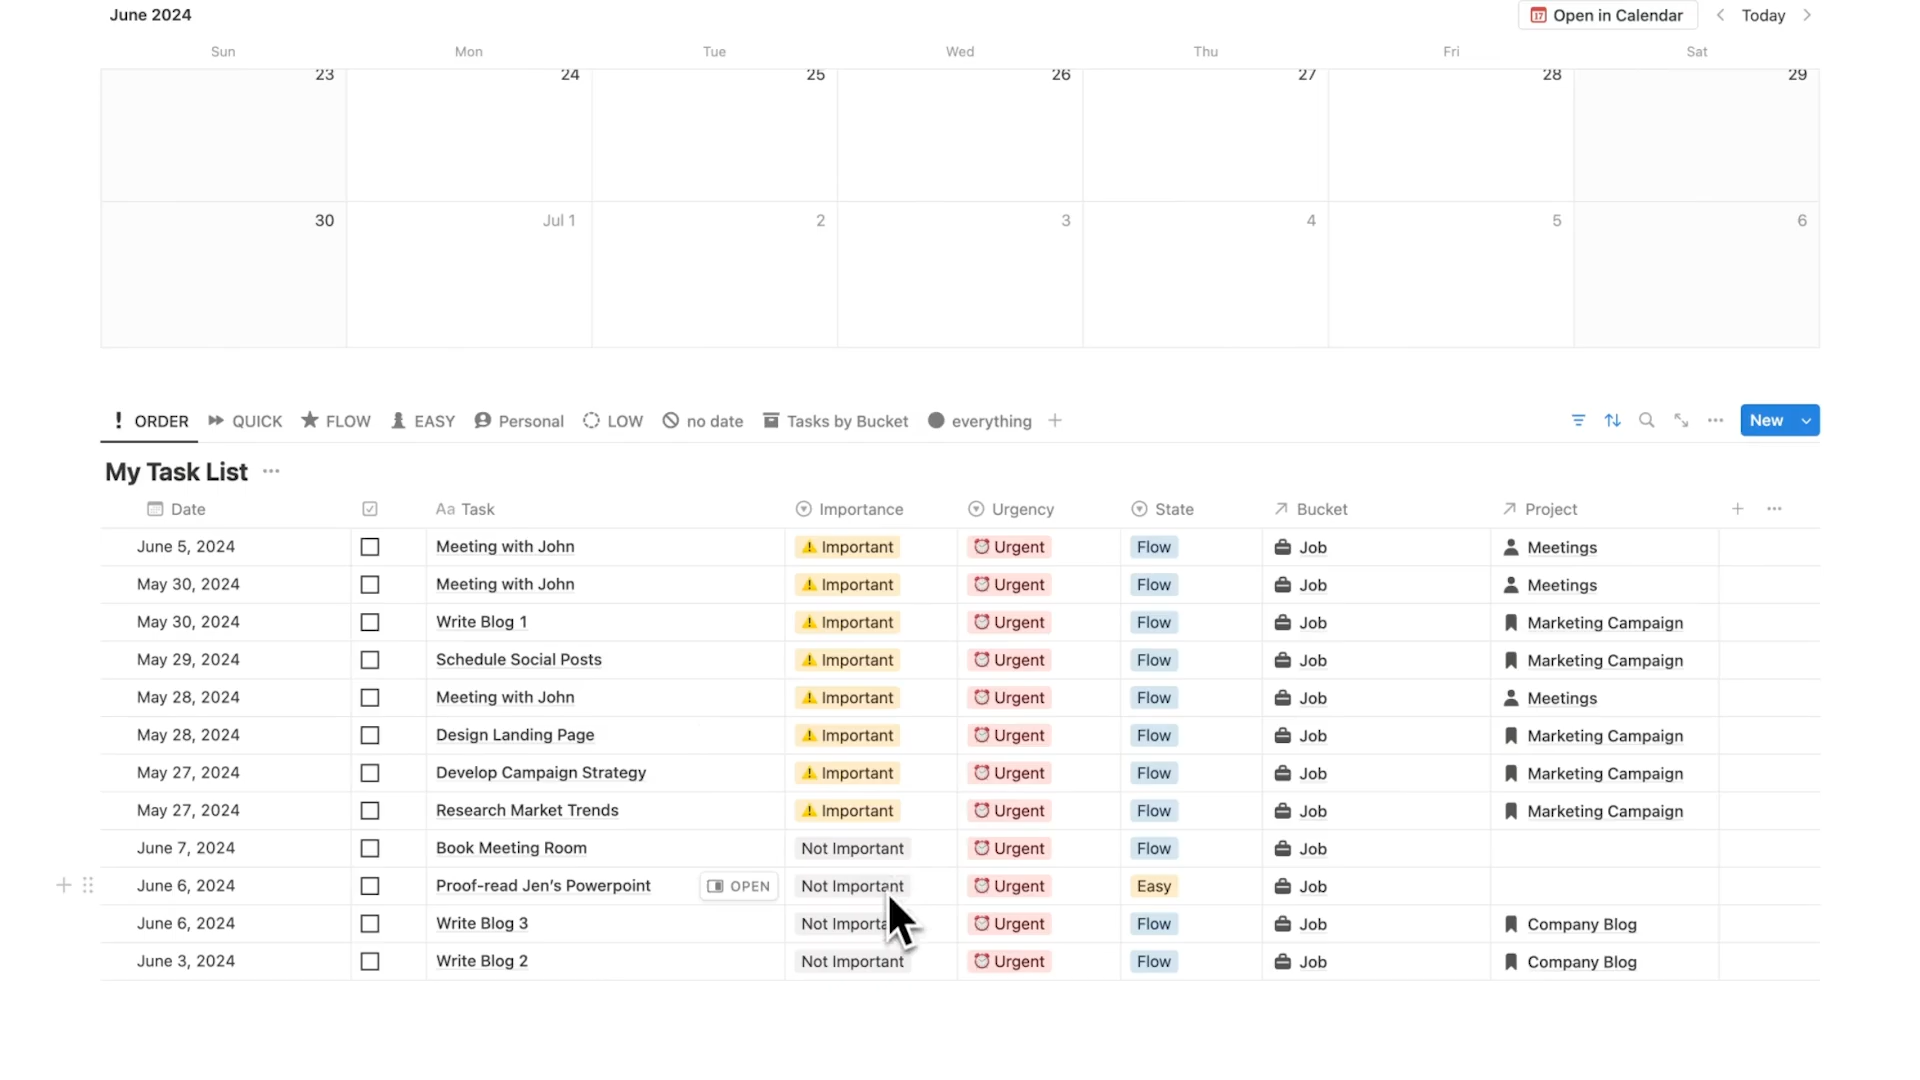 June 2024 Open in Calendar Today
Sun Mon Tue Wed Thu Fri Sat
23 24 25 26 27 28 29
30 Jul 1 2 3 4 5 6
ORDER QUICK FLOW EASY Personal LOW no date Tasks by Bucket everything New
My Task List
Date Aa Task Importance Urgency State Bucket Project
June 5, 2024 Meeting with John Important Urgent Flow Job Meetings
May 30, 2024 Meeting with John Important Urgent Flow Job Meetings
May 30, 2024 Write Blog 1 Important Urgent Flow Job Marketing Campaign
May 29, 2024 Schedule Social Posts Important Urgent Flow Job Marketing Campaign
May 28, 2024 Meeting with John Important Urgent Flow Job Meetings
May 28, 2024 Design Landing Page Important Urgent Flow Job Marketing Campaign
May 27, 2024 Develop Campaign Strategy Important Urgent Flow Job Marketing Campaign
May 27, 2024 Research Market Trends Important Urgent Flow Job Marketing Campaign
June 7, 2024 Book Meeting Room Not Important Urgent Flow Job
June 6, 2024 Proof-read Jen's Powerpoint OPEN Not Important Urgent Easy Job
June 6, 2024 Write Blog 3 Not Important Urgent Flow Job Company Blog
June 3, 2024 Write Blog 2 Not Important Urgent Flow Job Company Blog